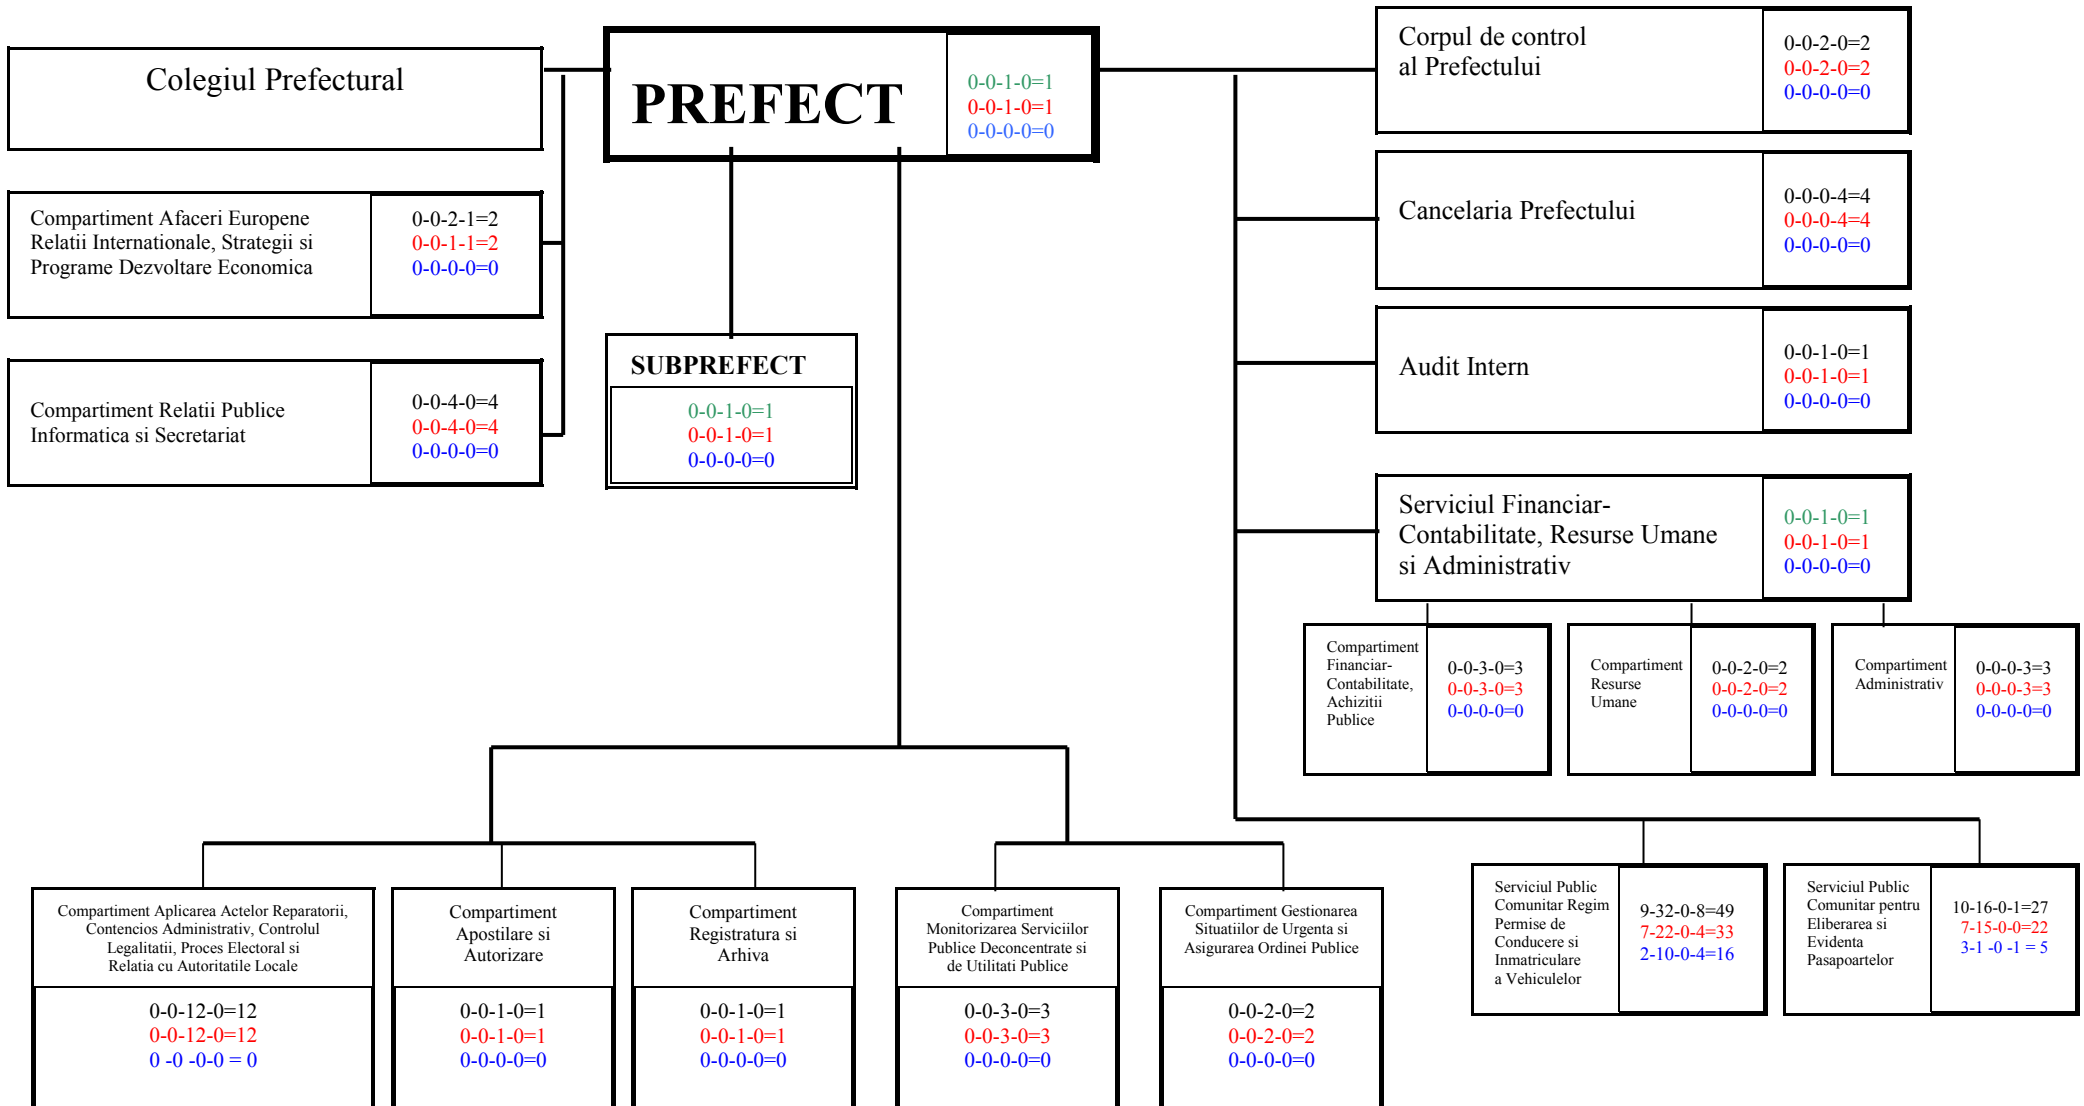 Colegiul Prefectural
PREFECT
0-0-1-0=1
0-0-1-0=1
0-0-0-0=0
Corpul de control
al Prefectului
0-0-2-0=2
0-0-2-0=2
0-0-0-0=0
Compartiment Afaceri Europene
Relatii Internationale, Strategii si
Programe Dezvoltare Economica
0-0-2-1=2
0-0-1-1=2
0-0-0-0=0
Cancelaria Prefectului
0-0-0-4=4
0-0-0-4=4
0-0-0-0=0
Compartiment Relatii Publice
Informatica si Secretariat
0-0-4-0=4
0-0-4-0=4
0-0-0-0=0
SUBPREFECT
0-0-1-0=1
0-0-1-0=1
0-0-0-0=0
Audit Intern
0-0-1-0=1
0-0-1-0=1
0-0-0-0=0
Serviciul Financiar-
Contabilitate, Resurse Umane
si Administrativ
0-0-1-0=1
0-0-1-0=1
0-0-0-0=0
Compartiment
Financiar-
Contabilitate,
Achizitii
Publice
0-0-3-0=3
0-0-3-0=3
0-0-0-0=0
Compartiment
Resurse
Umane
0-0-2-0=2
0-0-2-0=2
0-0-0-0=0
Compartiment
Administrativ
0-0-0-3=3
0-0-0-3=3
0-0-0-0=0
Compartiment Aplicarea Actelor Reparatorii,
Contencios Administrativ, Controlul
Legalitatii, Proces Electoral si
Relatia cu Autoritatile Locale
0-0-12-0=12
0-0-12-0=12
0 -0 -0-0 = 0
Compartiment
Apostilare si
Autorizare
0-0-1-0=1
0-0-1-0=1
0-0-0-0=0
Compartiment
Registratura si
Arhiva
0-0-1-0=1
0-0-1-0=1
0-0-0-0=0
Compartiment
Monitorizarea Serviciilor
Publice Deconcentrate si
de Utilitati Publice
0-0-3-0=3
0-0-3-0=3
0-0-0-0=0
Compartiment Gestionarea
Situatiilor de Urgenta si
Asigurarea Ordinei Publice
0-0-2-0=2
0-0-2-0=2
0-0-0-0=0
Serviciul Public
Comunitar Regim
Permise de
Conducere si
Inmatriculare
a Vehiculelor
9-32-0-8=49
7-22-0-4=33
2-10-0-4=16
Serviciul Public
Comunitar pentru
Eliberarea si
Evidenta
Pasapoartelor
10-16-0-1=27
7-15-0-0=22
3-1 -0 -1 = 5